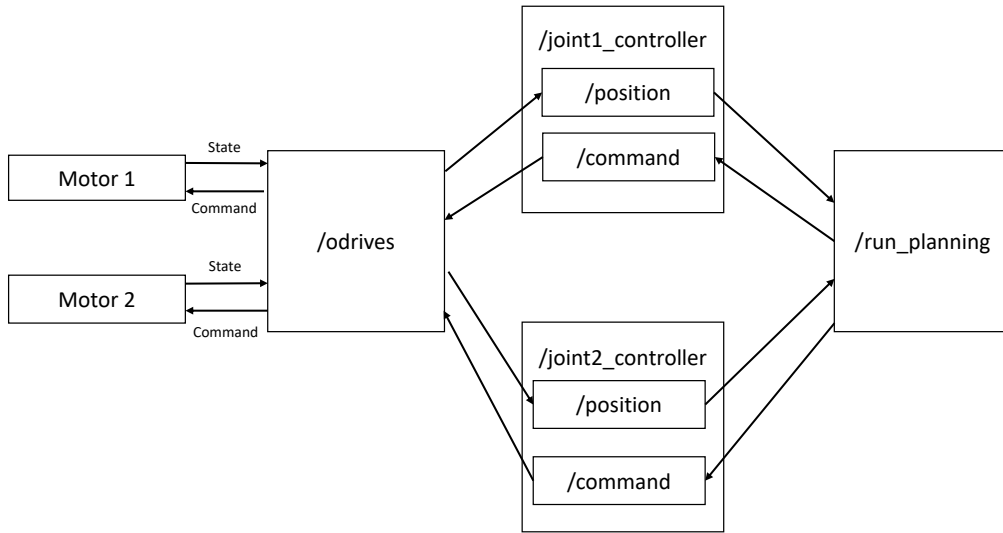 Motor 1
State
Command
Motor 2
State
Command
/odrives
/joint1_controller
/position
/command
/joint2_controller
/position
/command
/run_planning